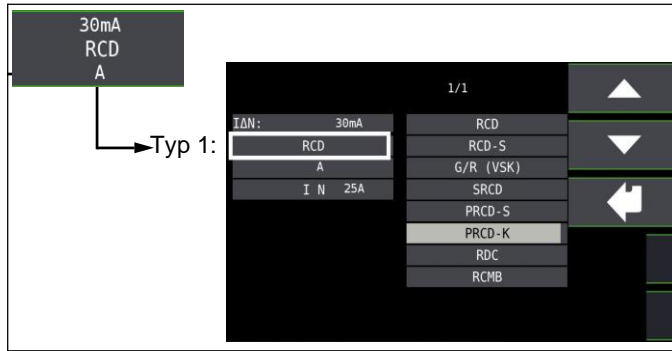 30mA
RCD
A
Typ 1:
1/1
IΔN: 30mA
RCD
A
I N 25A
RCD
RCD-S
G/R (VSK)
SRCD
PRCD-S
PRCD-K
RDC
RCMB